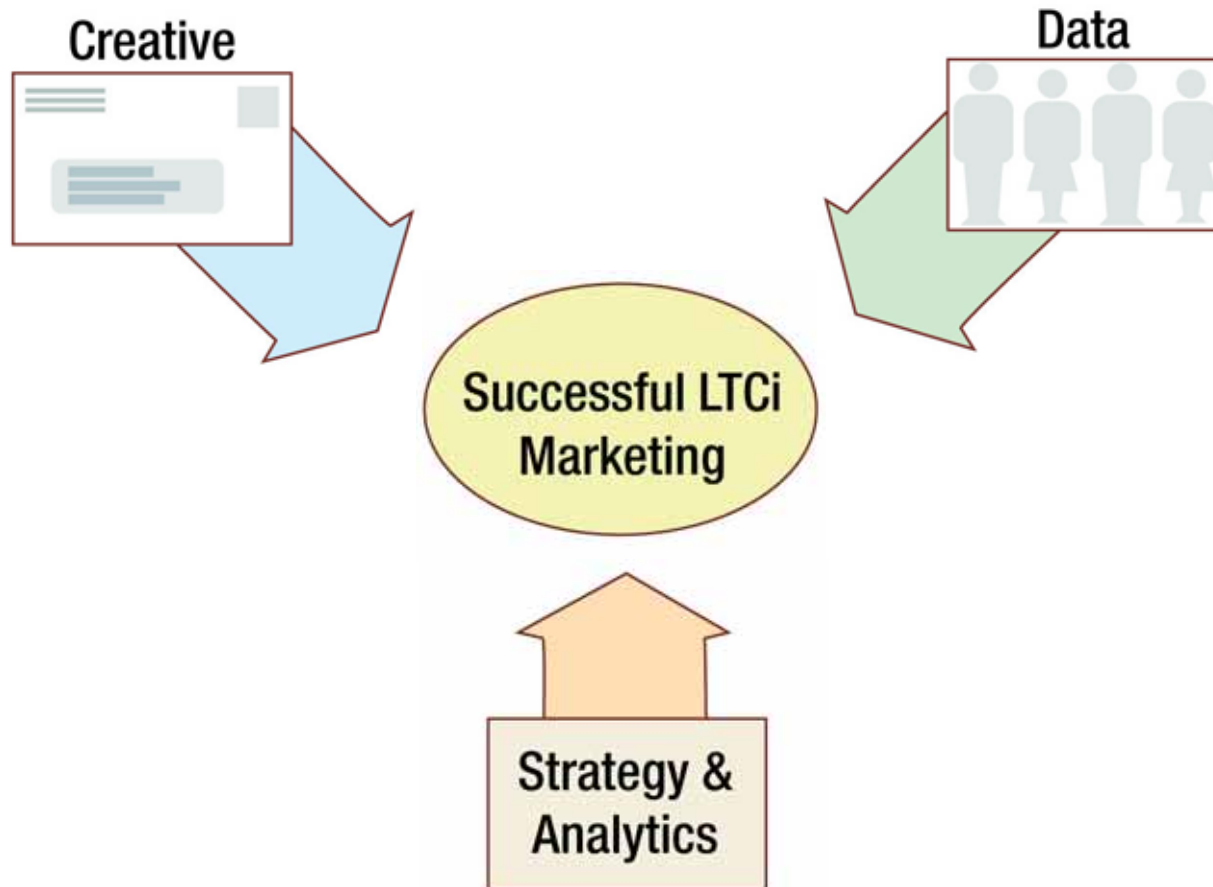 Creative
Data
Successful LTCi
Marketing
Strategy &
Analytics